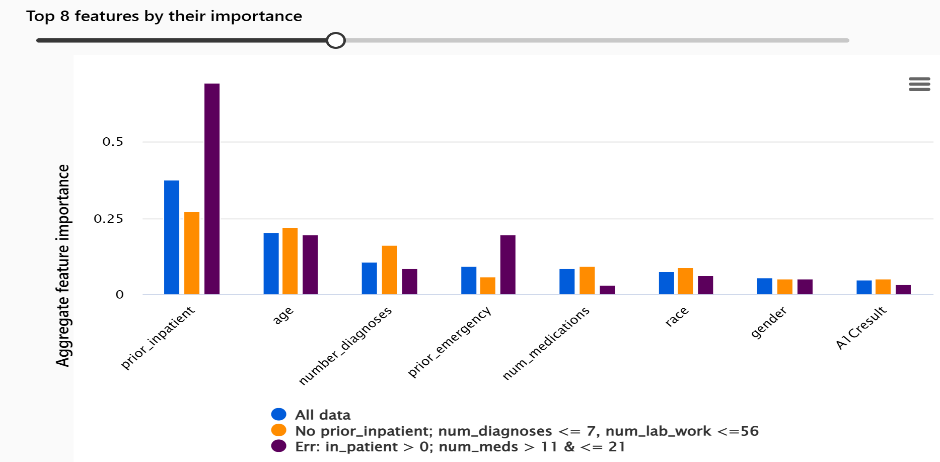 Top 8 features by their importance
Aggregate feature importance
0.5
0.25
0
prior_inpatient
age
number_diagnoses
prior_emergency
num_medications
race
gender
A1Cresult
All data
No prior_inpatient; num_diagnoses <= 7, num_lab_work <=56
Err: in_patient > 0; num_meds > 11 & <= 21